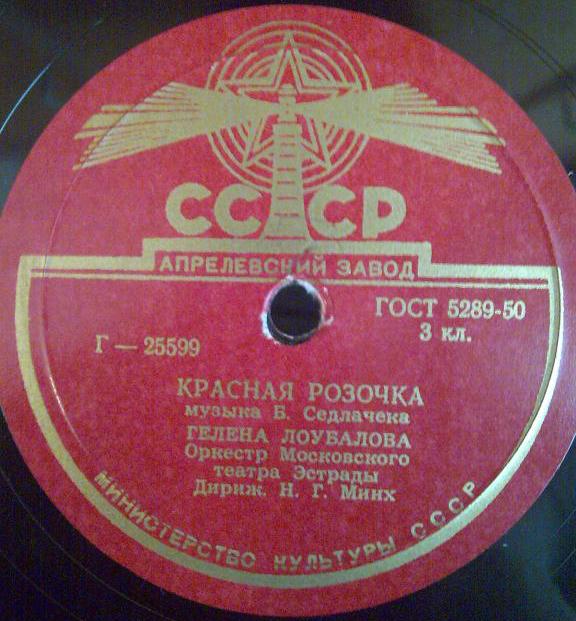 СССР
АПРЕЛЕВСКИЙ ЗАВОД
ГОСТ 5289-50
3 кл.
Г — 25599
КРАСНАЯ РОЗОЧКА
музыка Б. Седлачека
ГЕЛЕНА ЛОУБАЛОВА
Оркестр Московского
театра Эстрады
Дириж. Н. Г. Минх
МИНИСТЕРСТВО КУЛЬТУРЫ СССР